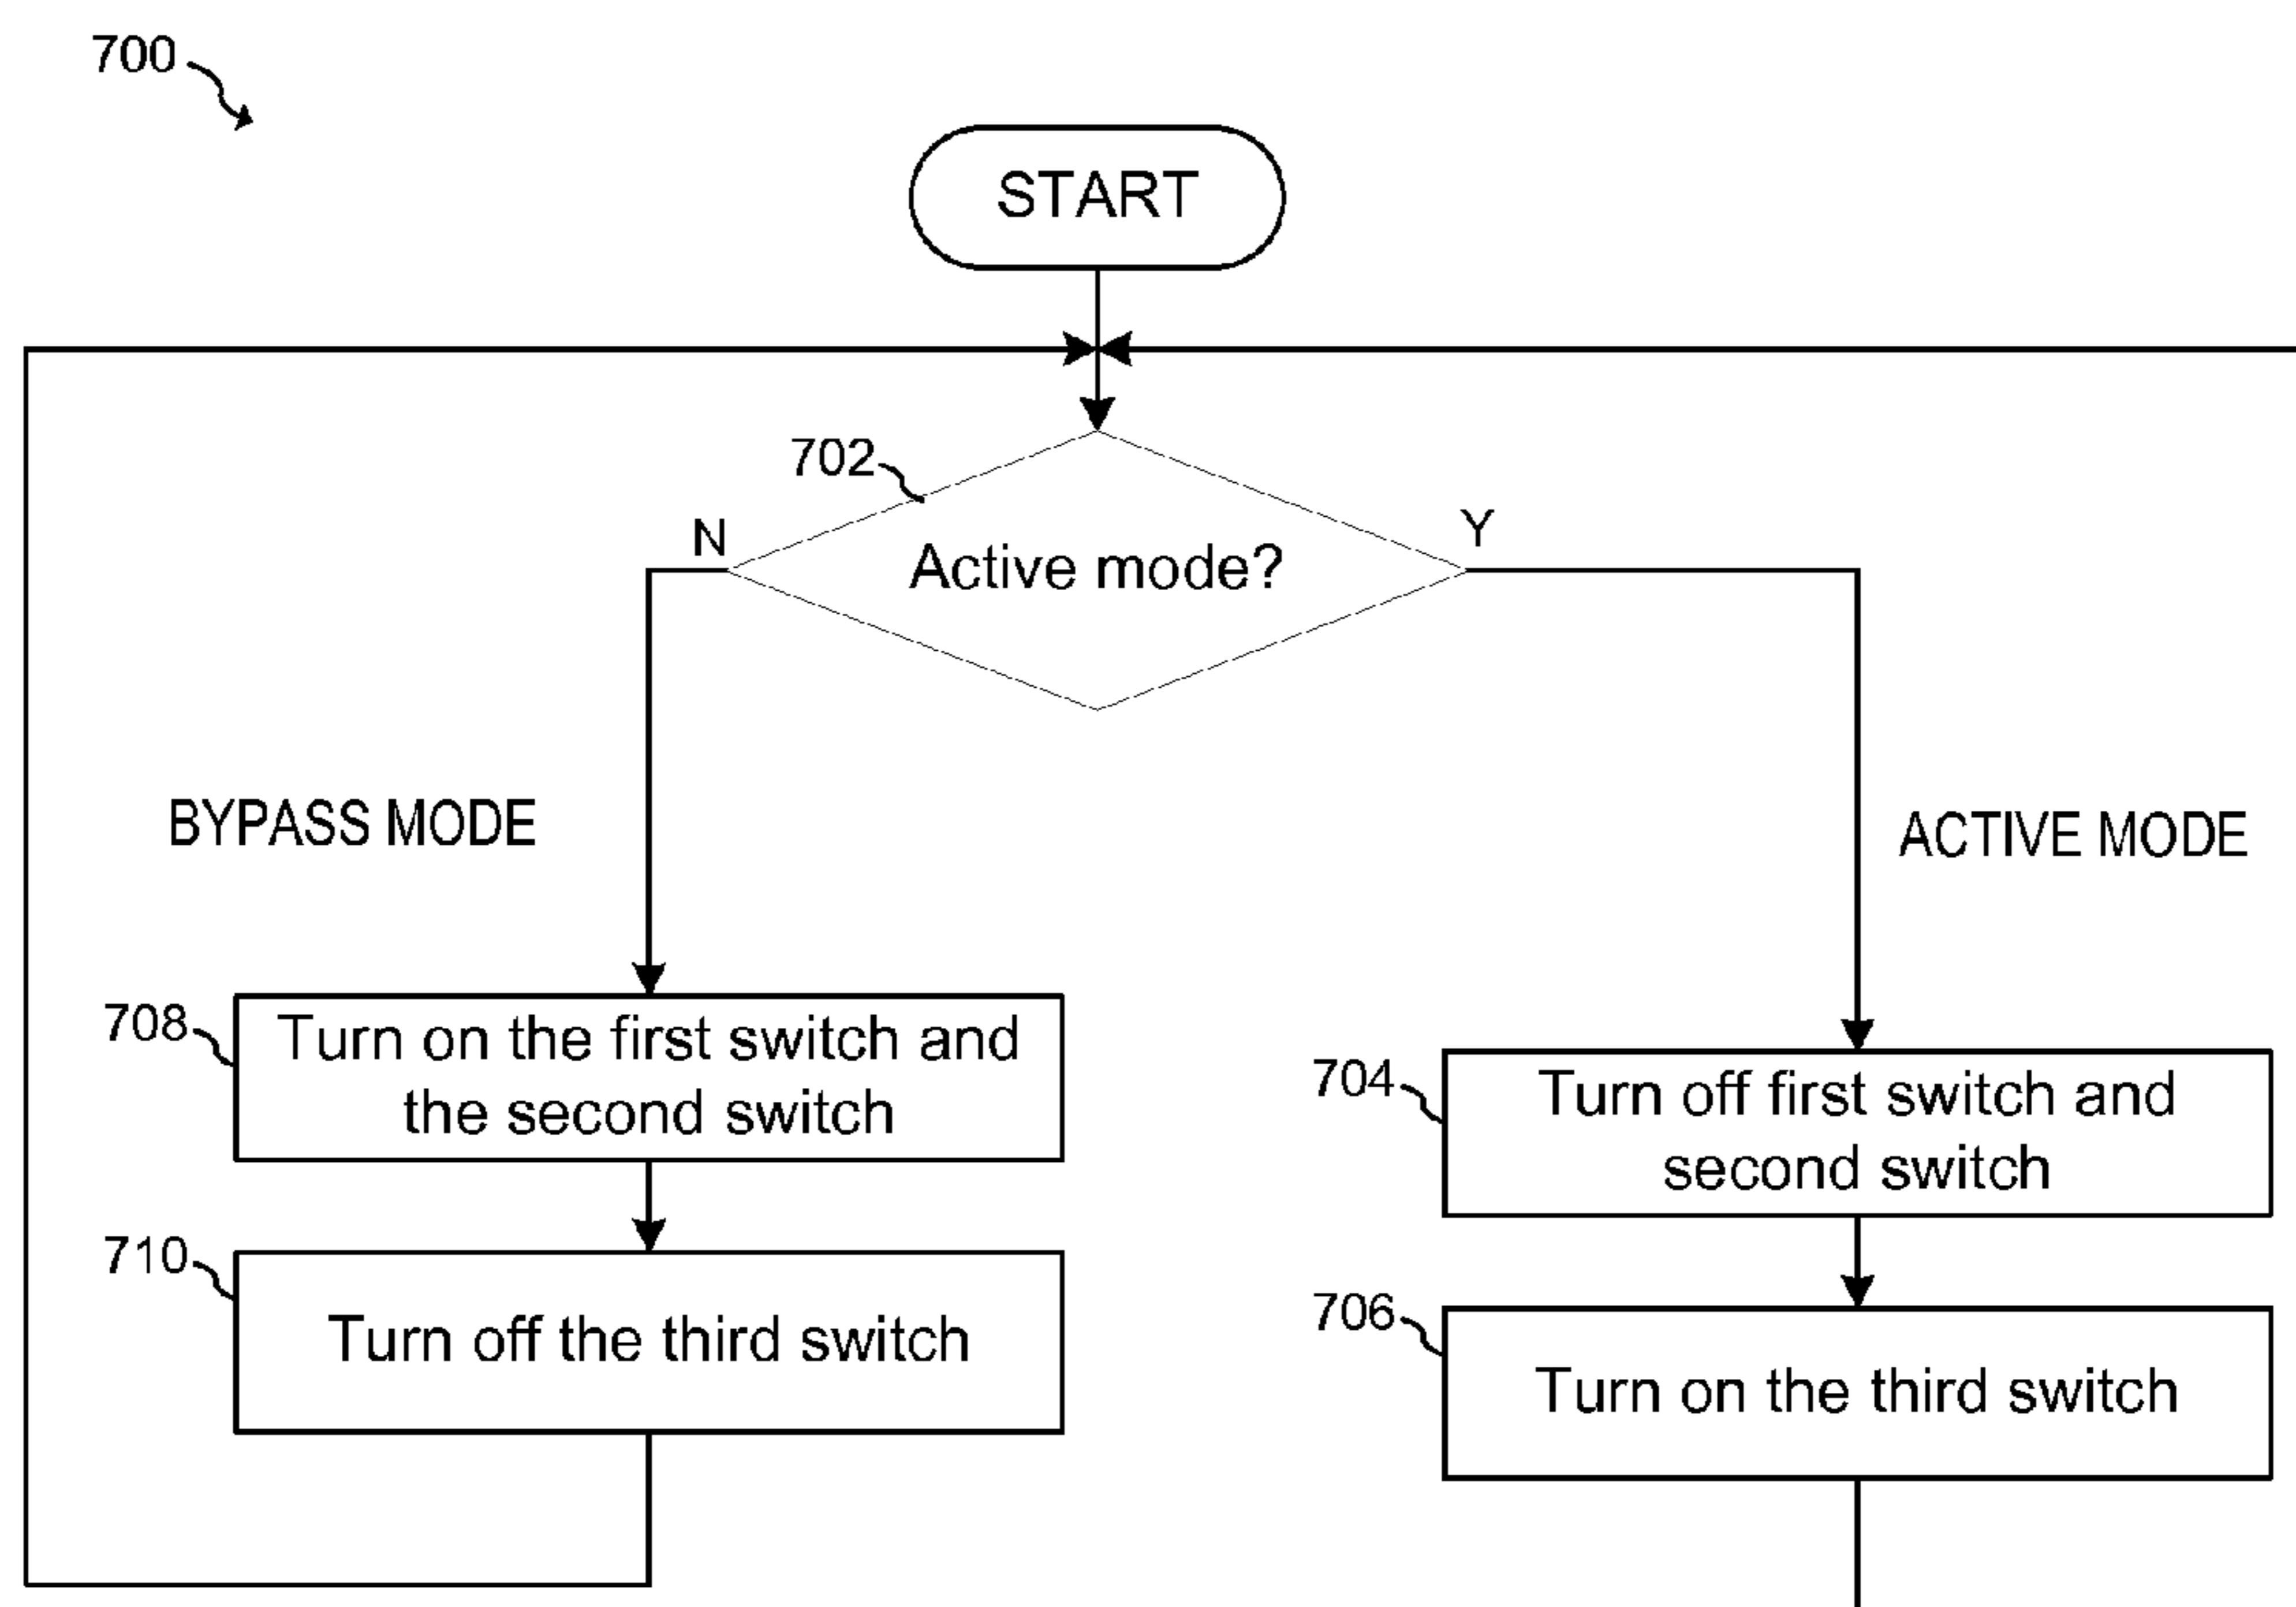 700
START
702
N
Y
Active mode?
BYPASS MODE
ACTIVE MODE
708
Turn on the first switch and
the second switch
704
Turn off first switch and
second switch
710
Turn off the third switch
706
Turn on the third switch